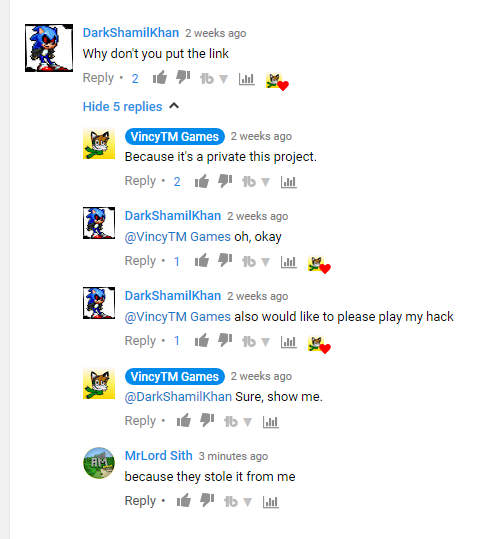 DarkShamilKhan 2 weeks ago
Why don't you put the link
Reply • 2
Hide 5 replies
VincyTM Games 2 weeks ago
Because it's a private this project.
Reply • 2
DarkShamilKhan 2 weeks ago
@VincyTM Games oh, okay
Reply • 1
DarkShamilKhan 2 weeks ago
@VincyTM Games also would like to please play my hack
Reply • 1
VincyTM Games 2 weeks ago
@DarkShamilKhan Sure, show me.
Reply •
MrLord Sith 3 minutes ago
because they stole it from me
Reply •